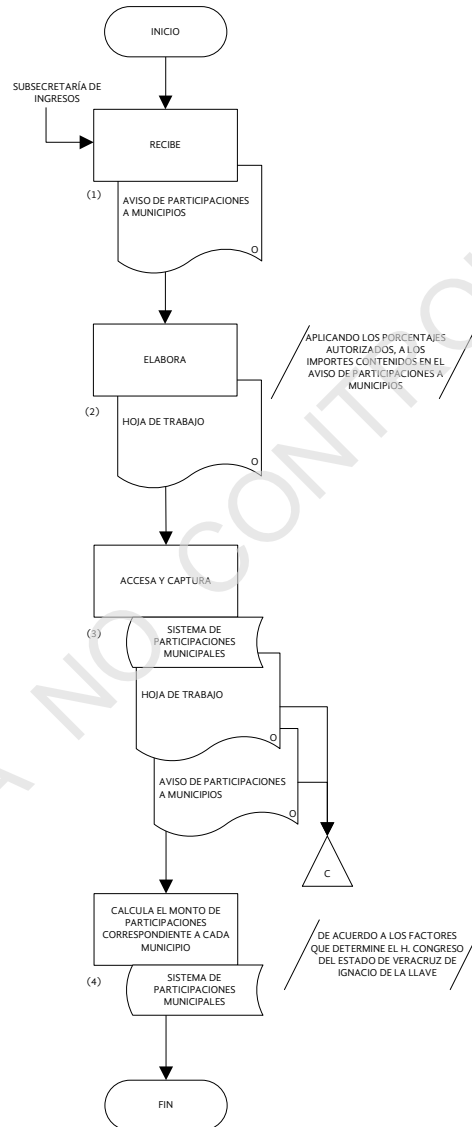 INICIO
SUBSECRETARÍA DE
INGRESOS
RECIBE
(1)
AVISO DE PARTICIPACIONES
A MUNICIPIOS
O
ELABORA
APLICANDO LOS PORCENTAJES
AUTORIZADOS, A LOS
IMPORTES CONTENIDOS EN EL
AVISO DE PARTICIPACIONES A
MUNICIPIOS
(2)
HOJA DE TRABAJO
O
ACCESA Y CAPTURA
(3)
SISTEMA DE
PARTICIPACIONES
MUNICIPALES
HOJA DE TRABAJO
O
AVISO DE PARTICIPACIONES
A MUNICIPIOS
O
C
CALCULA EL MONTO DE
PARTICIPACIONES
CORRESPONDIENTE A CADA
MUNICIPIO
DE ACUERDO A LOS FACTORES
QUE DETERMINE EL H. CONGRESO
DEL ESTADO DE VERACRUZ DE
IGNACIO DE LA LLAVE
(4)
SISTEMA DE
PARTICIPACIONES
MUNICIPALES
FIN
A NO CONTRO